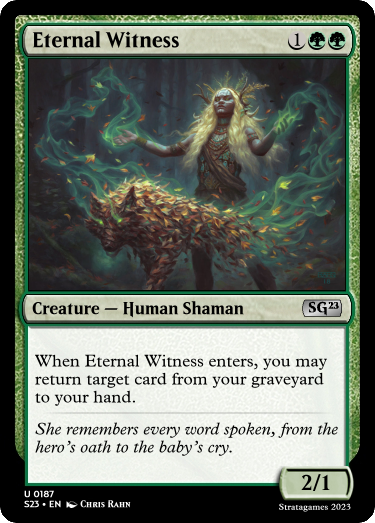 Eternal Witness 1
Creature — Human Shaman SG23
When Eternal Witness enters, you may
return target card from your graveyard
to your hand.
She remembers every word spoken, from the
hero's oath to the baby's cry.
2/1
U 0187
S23 • EN Chris Rahn
Stratagames 2023